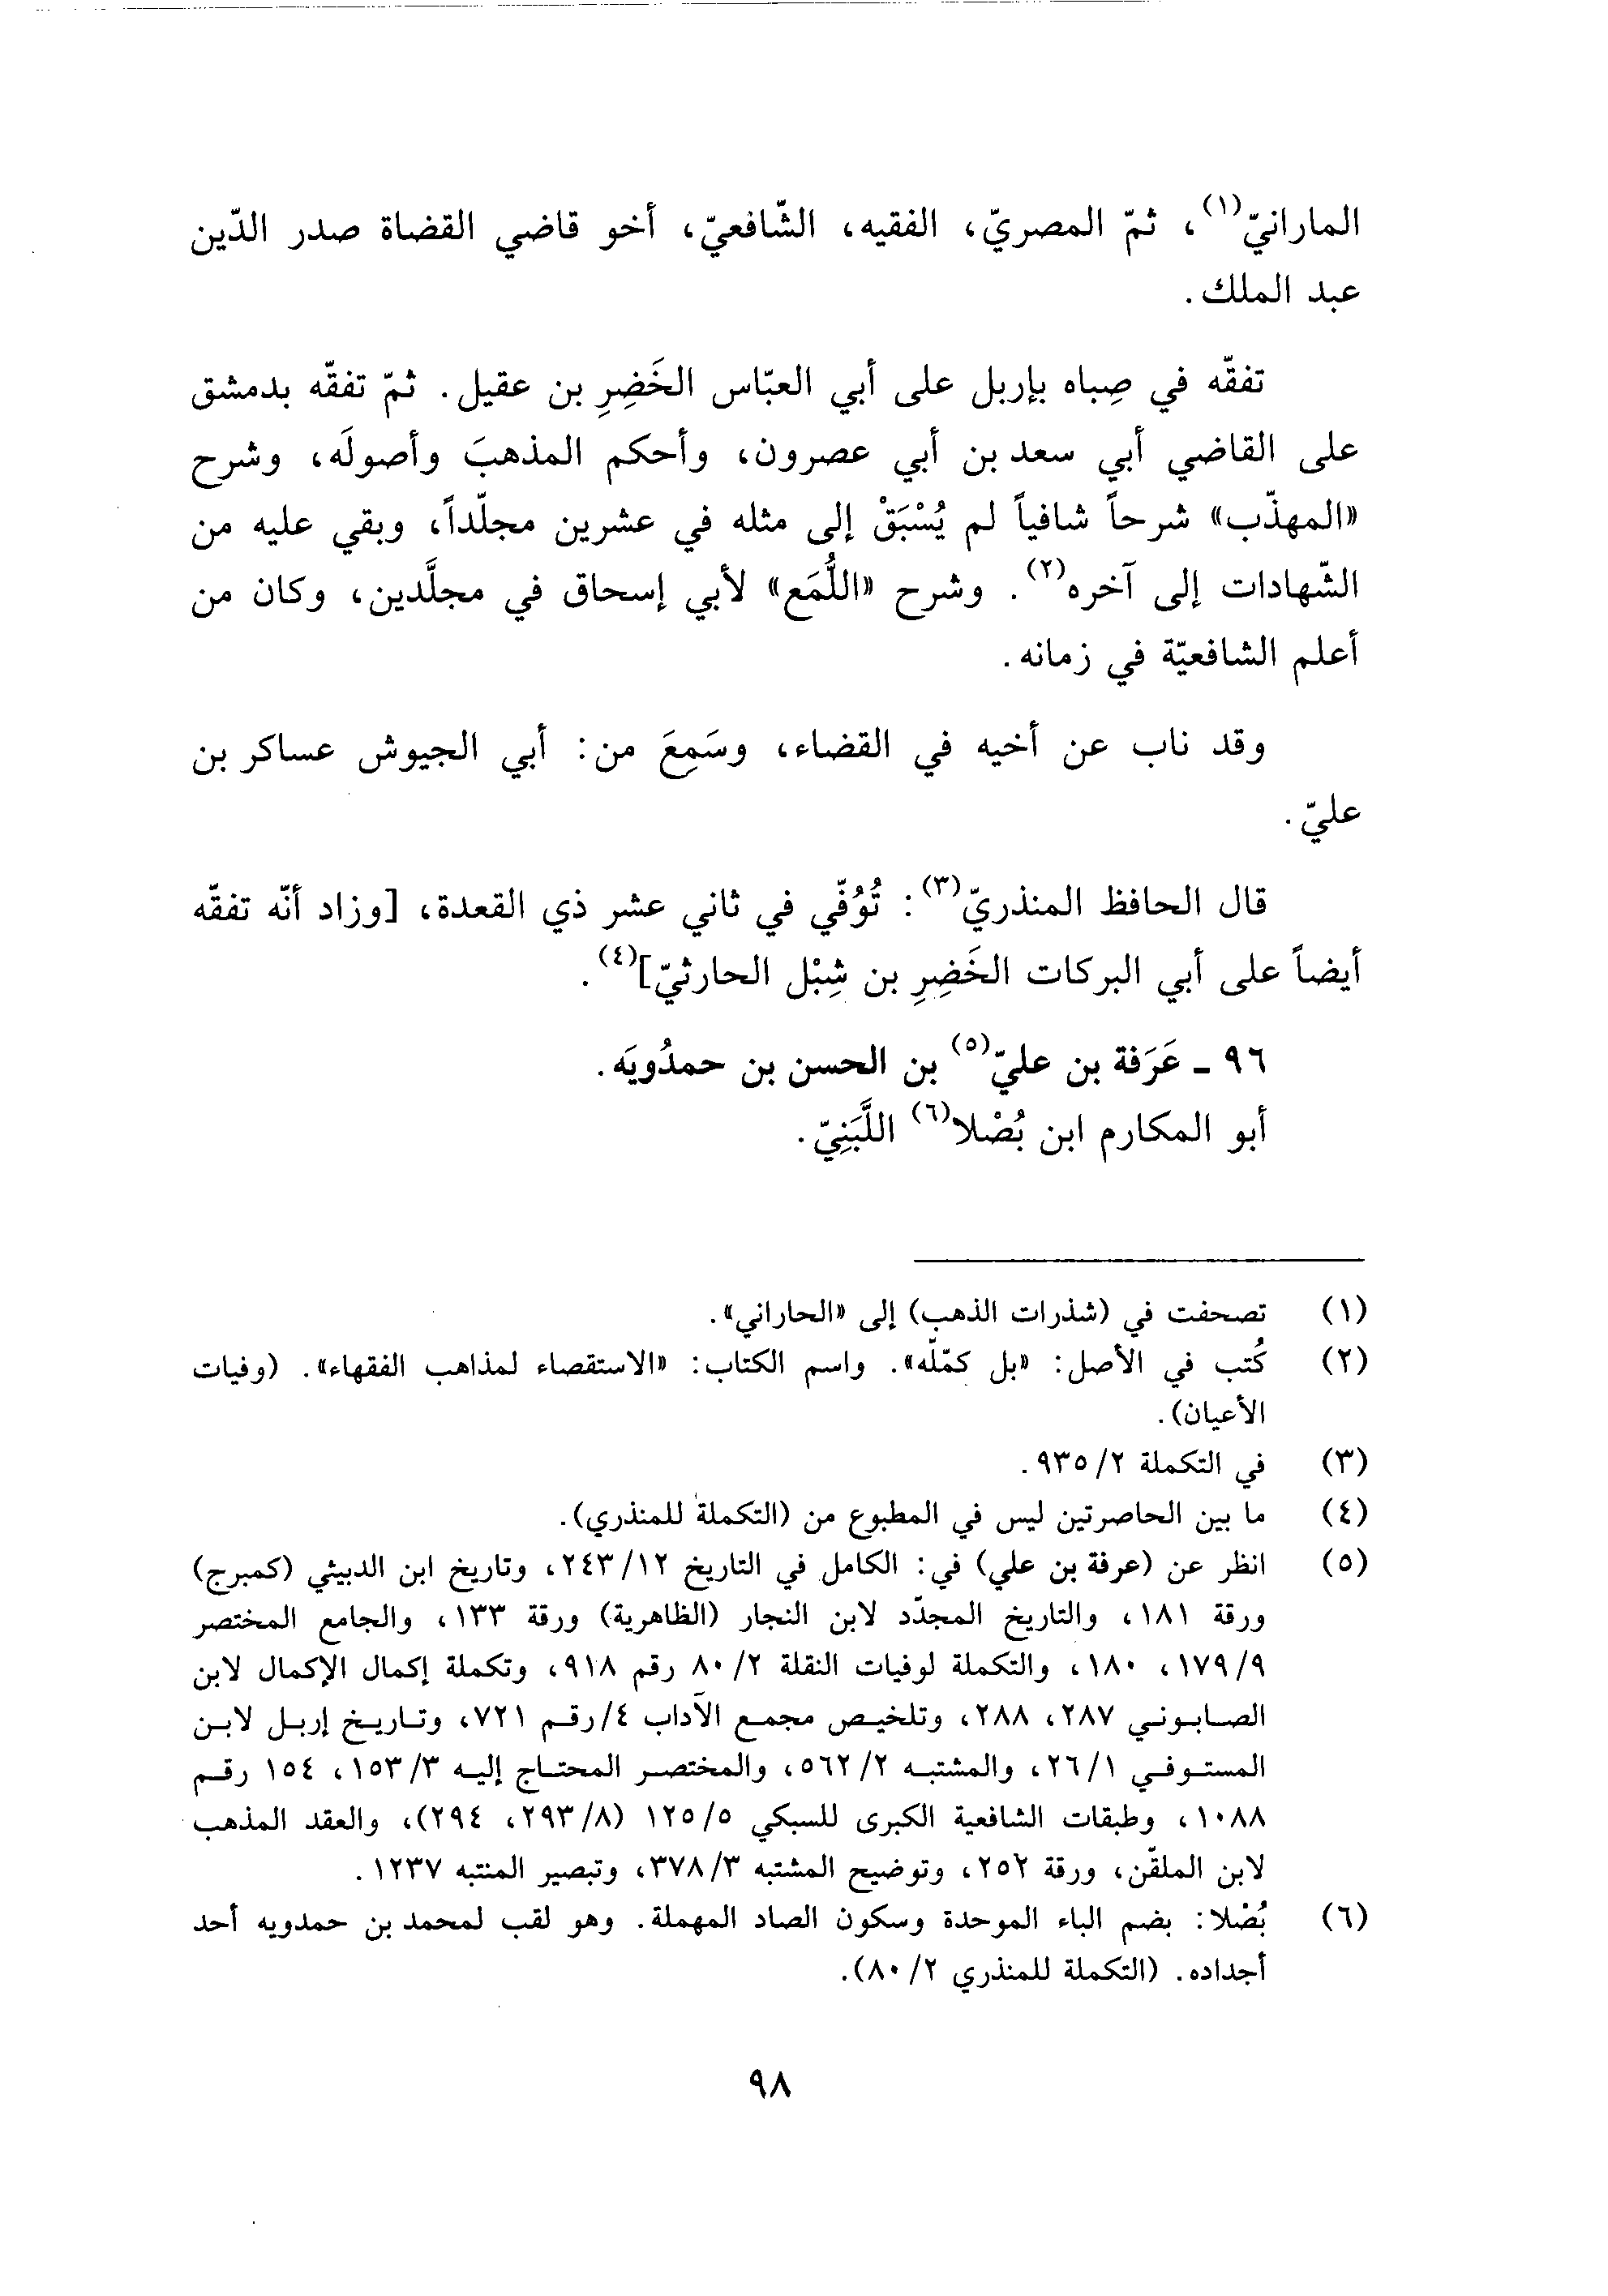 المارانيّ(١)، ثمّ المصريّ، الفقيه، الشّافعيّ، أخو قاضي القضاة صدر الدّين
عبد الملك.
تفقّه في صِباه بإربل على أبي العبّاس الخَضِرِ بن عقيل. ثمّ تفقّه بدمشق
على القاضي أبي سعد بن أبي عصرون، وأحكم المذهبَ وأصولَه، وشرح
«المهذّب» شرحاً شافياً لم يُسْبَقْ إلى مثله في عشرين مجلّداً، وبقي عليه من
الشّهادات إلى آخره(٢). وشرح «اللُّمَع» لأبي إسحاق في مجلَّدين، وكان من
أعلم الشافعيّة في زمانه.
وقد ناب عن أخيه في القضاء، وسَمِعَ من: أبي الجيوش عساكر بن
عليّ.
قال الحافظ المنذريّ(٣): تُوُفّي في ثاني عشر ذي القعدة، [وزاد أنّه تفقّه
أيضاً على أبي البركات الخَضِرِ بن شِبْل الحارثيّ](٤).
٩٦ ـ عَرَفة بن عليّ(٥) بن الحسن بن حمدُويَه.
أبو المكارم ابن بُصْلا(٦) اللَّبَنِيّ.
(١) تصحفت في (شذرات الذهب) إلى «الحاراني».
(٢) كُتب في الأصل: «بل كمّله». واسم الكتاب: «الاستقصاء لمذاهب الفقهاء». (وفيات
الأعيان).
(٣) في التكملة ٢/ ٩٣٥.
(٤) ما بين الحاصرتين ليس في المطبوع من (التكملة للمنذري).
(٥) انظر عن (عرفة بن علي) في: الكامل في التاريخ ١٢/ ٢٤٣، وتاريخ ابن الدبيثي (كمبرج)
ورقة ١٨١، والتاريخ المجدّد لابن النجار (الظاهرية) ورقة ١٣٣، والجامع المختصر
٩/ ١٧٩، ١٨٠، والتكملة لوفيات النقلة ٢/ ٨٠ رقم ٩١٨، وتكملة إكمال الإكمال لابن
الصابوني ٢٨٧، ٢٨٨، وتلخيص مجمع الآداب ٤/رقم ٧٢١، وتاريخ إربل لابن
المستوفي ١/ ٢٦، والمشتبه ٢/ ٥٦٢، والمختصر المحتاج إليه ٣/ ١٥٣، ١٥٤ رقم
١٠٨٨، وطبقات الشافعية الكبرى للسبكي ٥/ ١٢٥ (٨/ ٢٩٣، ٢٩٤)، والعقد المذهب
لابن الملقّن، ورقة ٢٥٢، وتوضيح المشتبه ٣/ ٣٧٨، وتبصير المنتبه ١٢٣٧.
(٦) بُصْلا: بضم الباء الموحدة وسكون الصاد المهملة. وهو لقب لمحمد بن حمدويه أحد
أجداده. (التكملة للمنذري ٢/ ٨٠).
٩٨